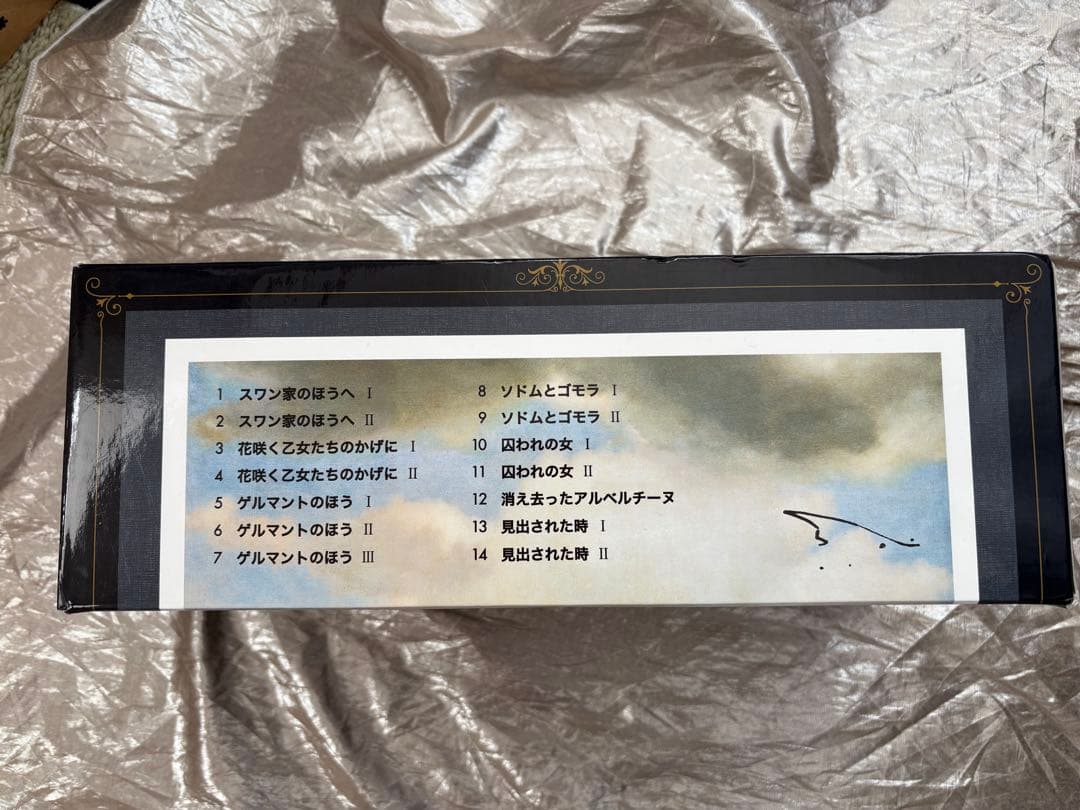 1 スワン家のほうへ Ⅰ
2 スワン家のほうへ Ⅱ
3 花咲く乙女たちのかげに Ⅰ
4 花咲く乙女たちのかげに Ⅱ
5 ゲルマントのほう Ⅰ
6 ゲルマントのほう Ⅱ
7 ゲルマントのほう Ⅲ
8 ソドムとゴモラ Ⅰ
9 ソドムとゴモラ Ⅱ
10 囚われの女 Ⅰ
11 囚われの女 Ⅱ
12 消え去ったアルベルチーヌ
13 見出された時 Ⅰ
14 見出された時 Ⅱ